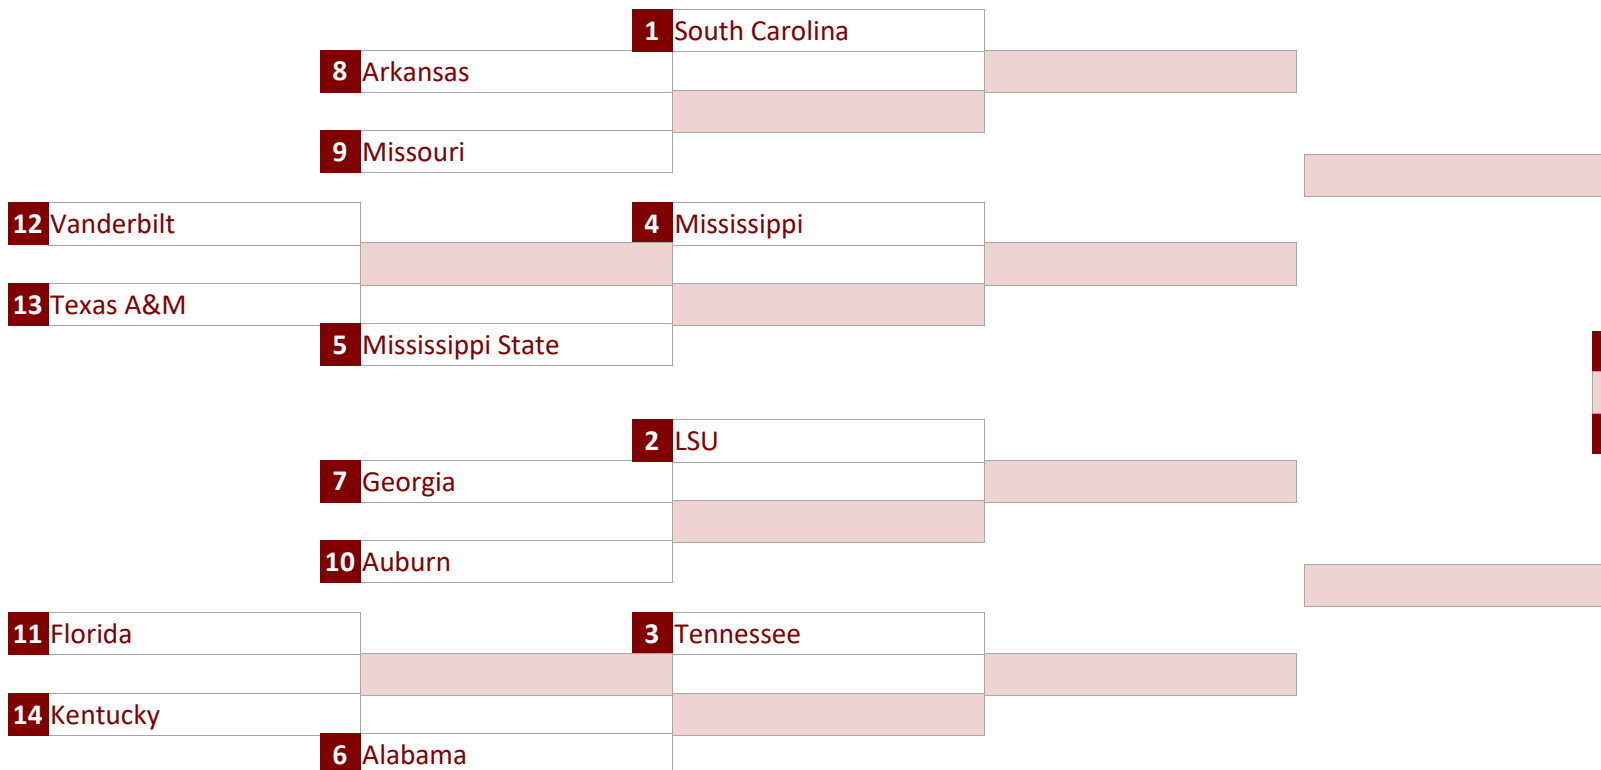 1 South Carolina
8 Arkansas
9 Missouri
12 Vanderbilt
4 Mississippi
13 Texas A&M
5 Mississippi State
2 LSU
7 Georgia
10 Auburn
11 Florida
3 Tennessee
14 Kentucky
6 Alabama